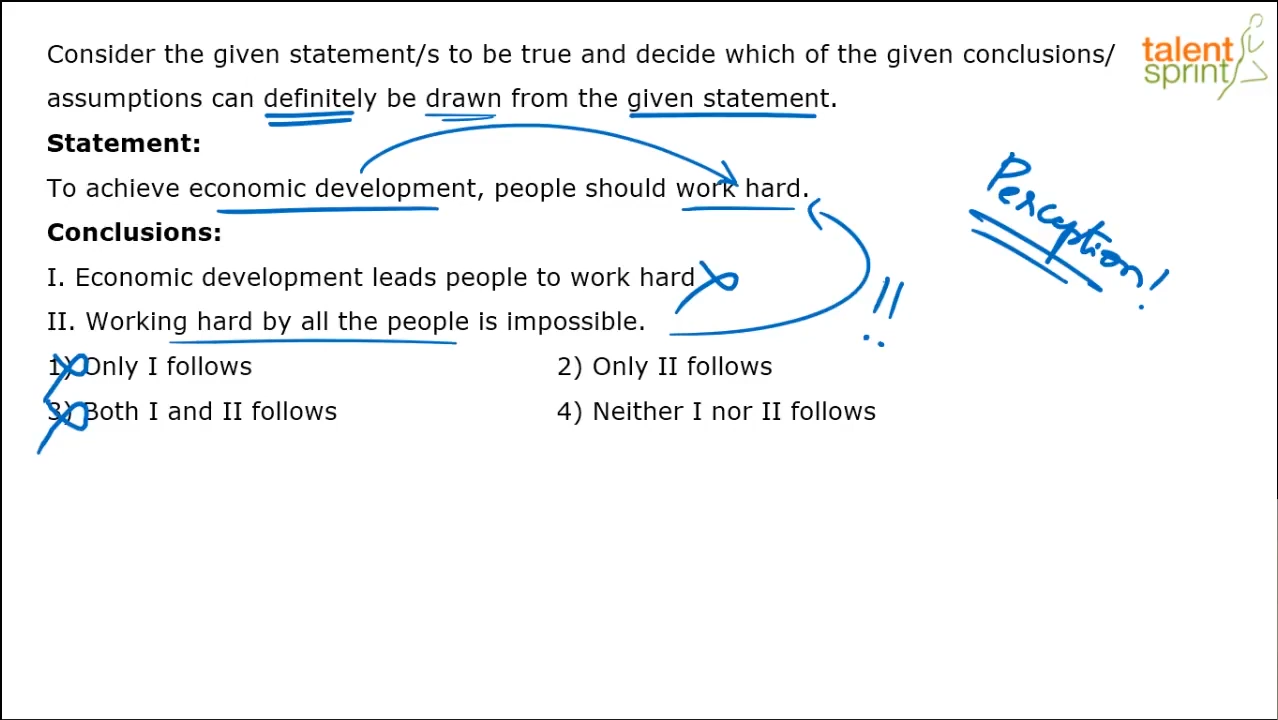 Consider the given statement/s to be true and decide which of the given conclusions/
talent
sprint
assumptions can definitely be drawn from the given statement.
Statement:
To achieve economic development, people should work hard.
Perception!
Conclusions:
I. Economic development leads people to work hard
II. Working hard by all the people is impossible.
!!
1) Only I follows
2) Only II follows
3) Both I and II follows
4) Neither I nor II follows